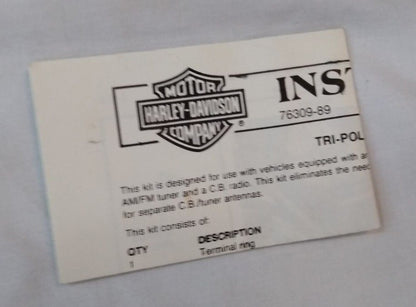 MOTOR
HARLEY-DAVIDSON
COMPANY
®
INS
76309-89
TRI-POL
This kit is designed for use with vehicles equipped with an
AM/FM tuner and a C.B. radio. This kit eliminates the need
for separate C.B./tuner antennas.
This kit consists of:
QTY DESCRIPTION
1 Terminal ring